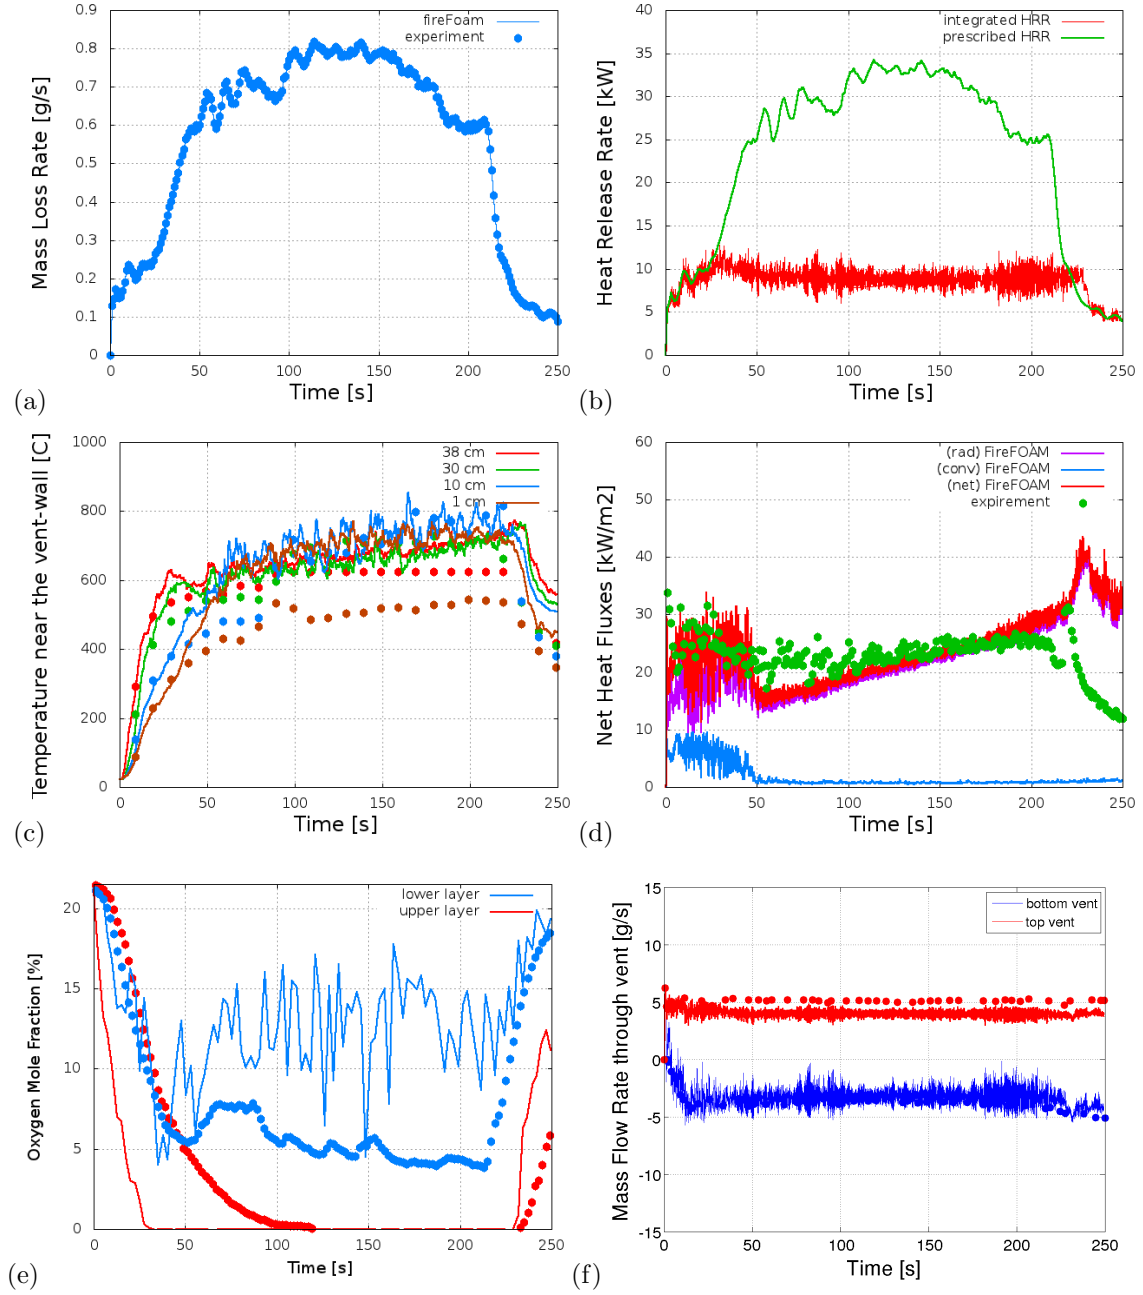 Mass Loss Rate [g/s]
0.9
0.8
0.7
0.6
0.5
0.4
0.3
0.2
0.1
0
fireFoam
experiment
0 50 100 150 200 250
Time [s]
(a)
Heat Release Rate [kW]
40
35
30
25
20
15
10
5
0
integrated HRR
prescribed HRR
0 50 100 150 200 250
Time [s]
(b)
Temperature near the vent-wall [C]
1000
800
600
400
200
0
38 cm
30 cm
10 cm
1 cm
0 50 100 150 200 250
Time [s]
(c)
Net Heat Fluxes [kW/m2]
60
50
40
30
20
10
0
(rad) FireFOAM
(conv) FireFOAM
(net) FireFOAM
expirement
0 50 100 150 200 250
Time [s]
(d)
Oxygen Mole Fraction [%]
20
15
10
5
0
lower layer
upper layer
0 50 100 150 200 250
Time [s]
(e)
Mass Flow Rate through vent [g/s]
15
10
5
0
-5
-10
-15
bottom vent
top vent
0 50 100 150 200 250
Time [s]
(f)